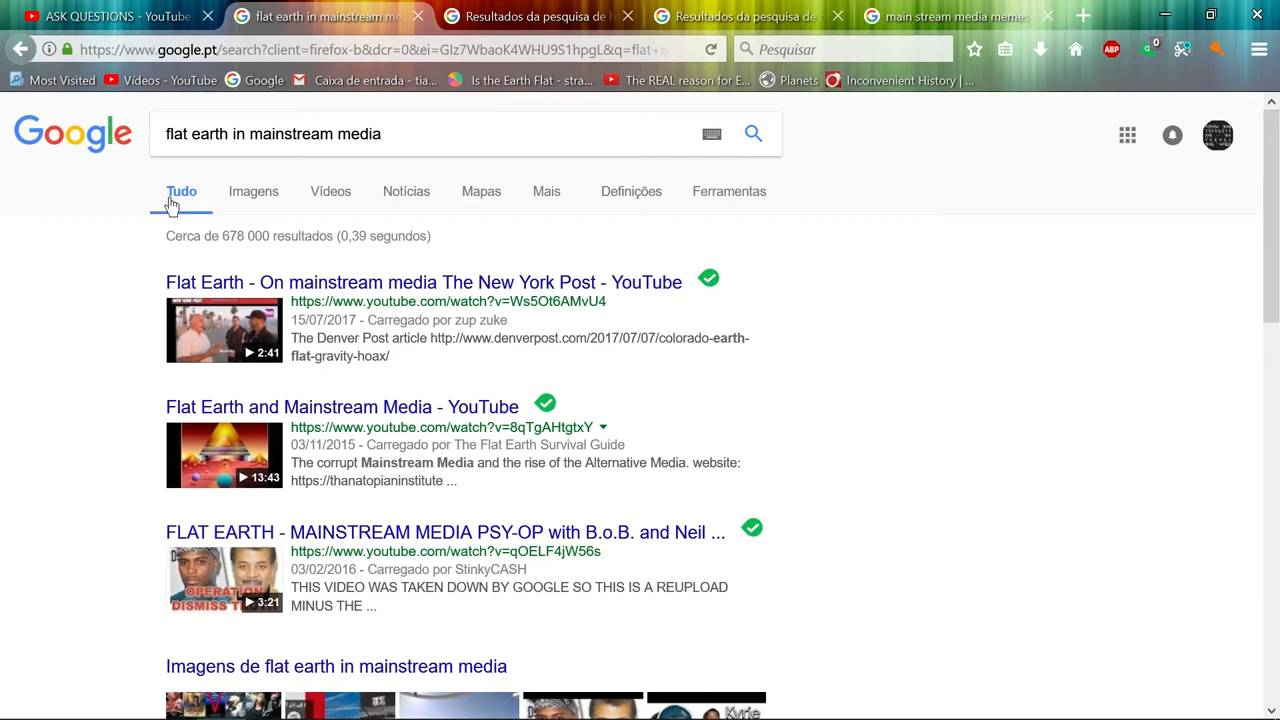 ASK QUESTIONS - YouTube
flat earth in mainstream me
Resultados da pesquisa de
Resultados da pesquisa de
main stream media memes
https://www.google.pt/search?client=firefox-b&dcr=0&ei=GIz7WbaoK4WHU9S1hpgL&q=flat+e
Pesquisar
ABP
0
Most Visited
Vídeos - YouTube
Google
Caixa de entrada - tia...
Is the Earth Flat - stra...
The REAL reason for E...
Planets
Inconvenient History | ...
Google
flat earth in mainstream media
Tudo
Imagens
Vídeos
Notícias
Mapas
Mais
Definições
Ferramentas
Cerca de 678 000 resultados (0,39 segundos)
Flat Earth - On mainstream media The New York Post - YouTube
https://www.youtube.com/watch?v=Ws5Ot6AMvU4
15/07/2017 - Carregado por zup zuke
The Denver Post article http://www.denverpost.com/2017/07/07/colorado-earth-
flat-gravity-hoax/
2:41
Flat Earth and Mainstream Media - YouTube
https://www.youtube.com/watch?v=8qTgAHtgtxY
03/11/2015 - Carregado por The Flat Earth Survival Guide
The corrupt Mainstream Media and the rise of the Alternative Media. website:
https://thanatopianinstitute ...
13:43
FLAT EARTH - MAINSTREAM MEDIA PSY-OP with B.o.B. and Neil ...
https://www.youtube.com/watch?v=qOELF4jW56s
03/02/2016 - Carregado por StinkyCASH
THIS VIDEO WAS TAKEN DOWN BY GOOGLE SO THIS IS A REUPLOAD
MINUS THE ...
OPERATION
DISMISS
3:21
Imagens de flat earth in mainstream media
Kyrie